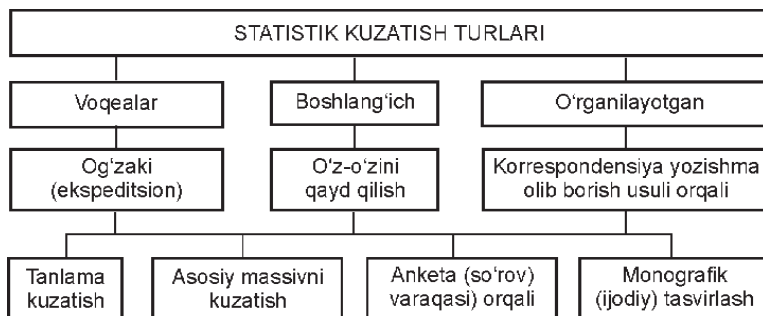 STATISTIK KUZATISH TURLARI
Voqealar
Boshlang‘ich
O‘rganilayotgan
Og‘zaki
(ekspeditsion)
O‘z-o‘zini
qayd qilish
Korrespondensiya yozishma
olib borish usuli orqali
Tanlama
kuzatish
Asosiy massivni
kuzatish
Anketa (so‘rov)
varaqasi) orqali
Monografik
(ijodiy) tasvirlash